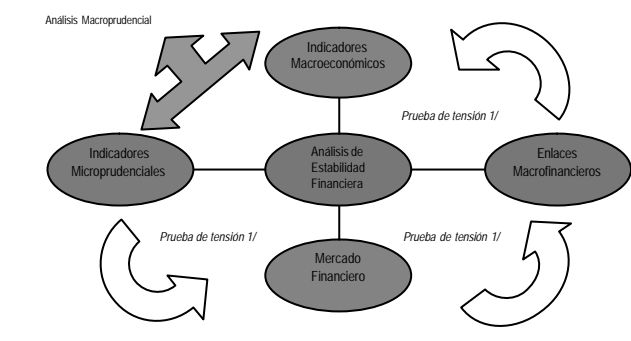 Análisis Macroprudencial
Indicadores
Macroeconómicos
Prueba de tensión 1/
Indicadores
Microprudenciales
Análisis de
Estabilidad
Financiera
Enlaces
Macrofinancieros
Prueba de tensión 1/
Prueba de tensión 1/
Mercado
Financiero